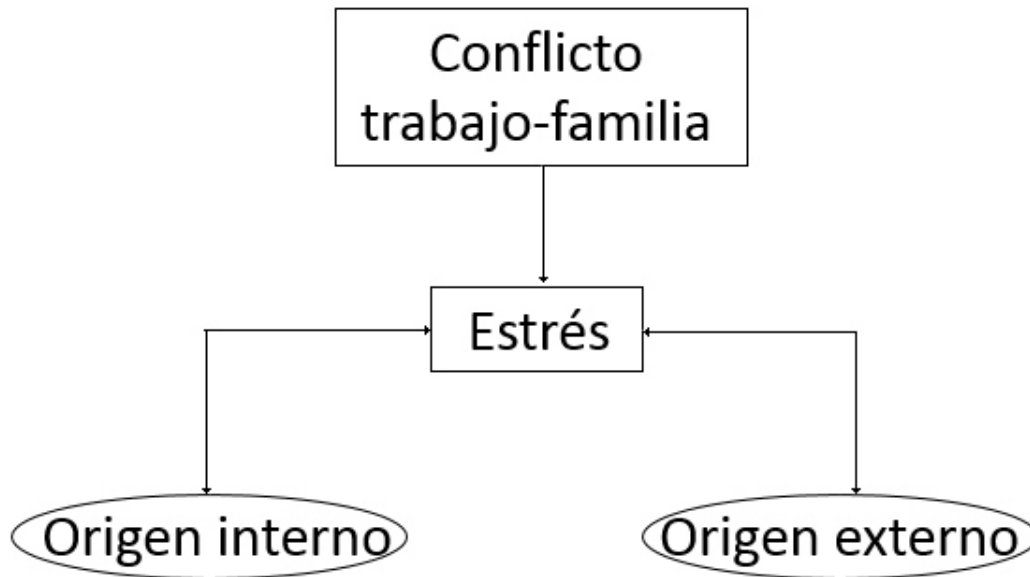 Conflicto
trabajo-familia
Estrés
Origen interno
Origen externo